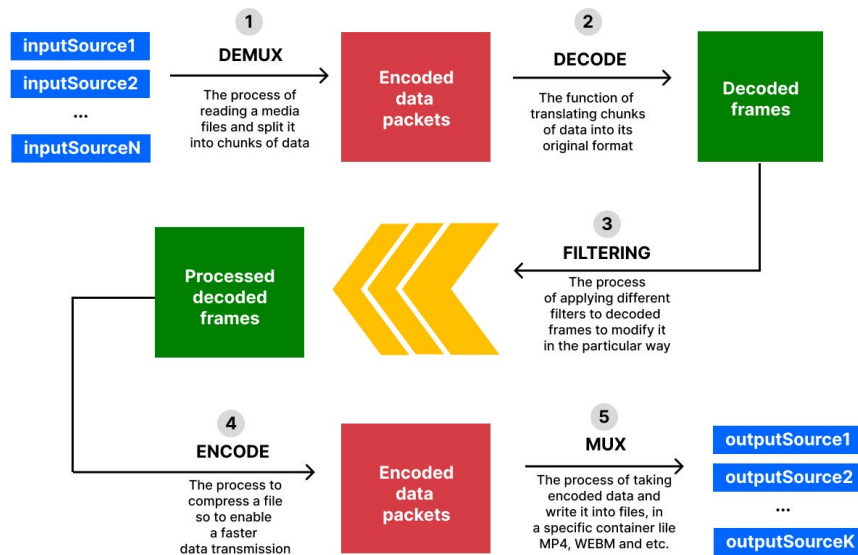 1
2
inputSource1
inputSource2
...
inputSourceN
DEMUX
The process of
reading a media
files and split it
into chunks of data
Encoded
data
packets
DECODE
The function of
translating chunks
of data into its
original format
Decoded
frames
3
FILTERING
The process
of applying different
filters to decoded
frames to modify it
in the particular way
Processed
decoded
frames
4
ENCODE
The process to
compress a file
so to enable
a faster
data transmission
Encoded
data
packets
5
MUX
The process of taking
encoded data and
write it into files, in
a specific container lile
MP4, WEBM and etc.
outputSource1
outputSource2
...
outputSourceK